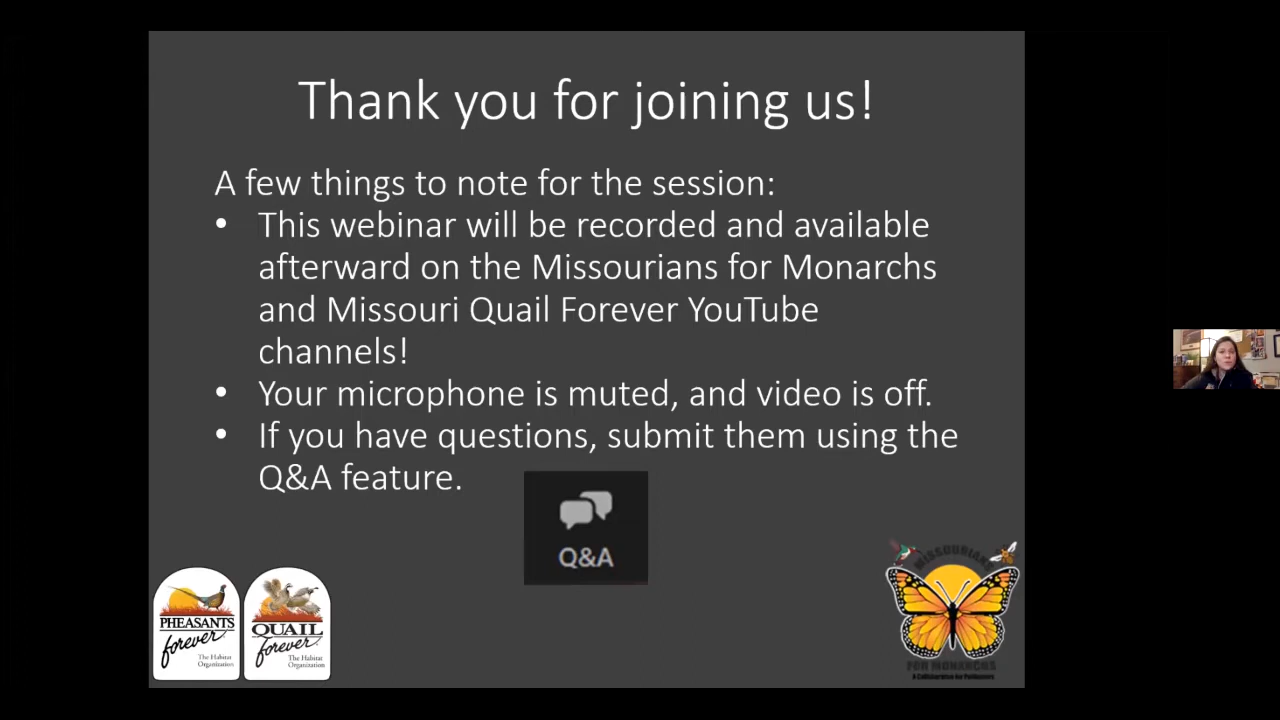 Thank you for joining us!
A few things to note for the session:
• This webinar will be recorded and available
afterward on the Missourians for Monarchs
and Missouri Quail Forever YouTube
channels!
• Your microphone is muted, and video is off.
• If you have questions, submit them using the
Q&A feature.
Q&A
PHEASANTS
forever
The Habitat
Organization
QUAIL
forever
The Habitat
Organization
MISSOURIANS
FOR MONARCHS
A Collaborative for Pollinators